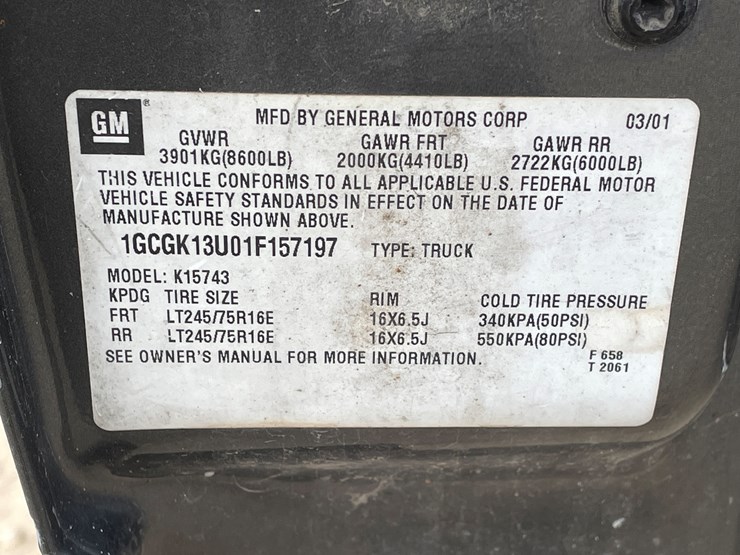 GM ®
MFD BY GENERAL MOTORS CORP 03/01
GVWR GAWR FRT GAWR RR
3901KG(8600LB) 2000KG(4410LB) 2722KG(6000LB)
THIS VEHICLE CONFORMS TO ALL APPLICABLE U.S. FEDERAL MOTOR
VEHICLE SAFETY STANDARDS IN EFFECT ON THE DATE OF
MANUFACTURE SHOWN ABOVE.
1GCGK13U01F157197 TYPE: TRUCK
MODEL: K15743
KPDG TIRE SIZE RIM COLD TIRE PRESSURE
FRT LT245/75R16E 16X6.5J 340KPA(50PSI)
RR LT245/75R16E 16X6.5J 550KPA(80PSI)
SEE OWNER'S MANUAL FOR MORE INFORMATION. F 658
T 2061